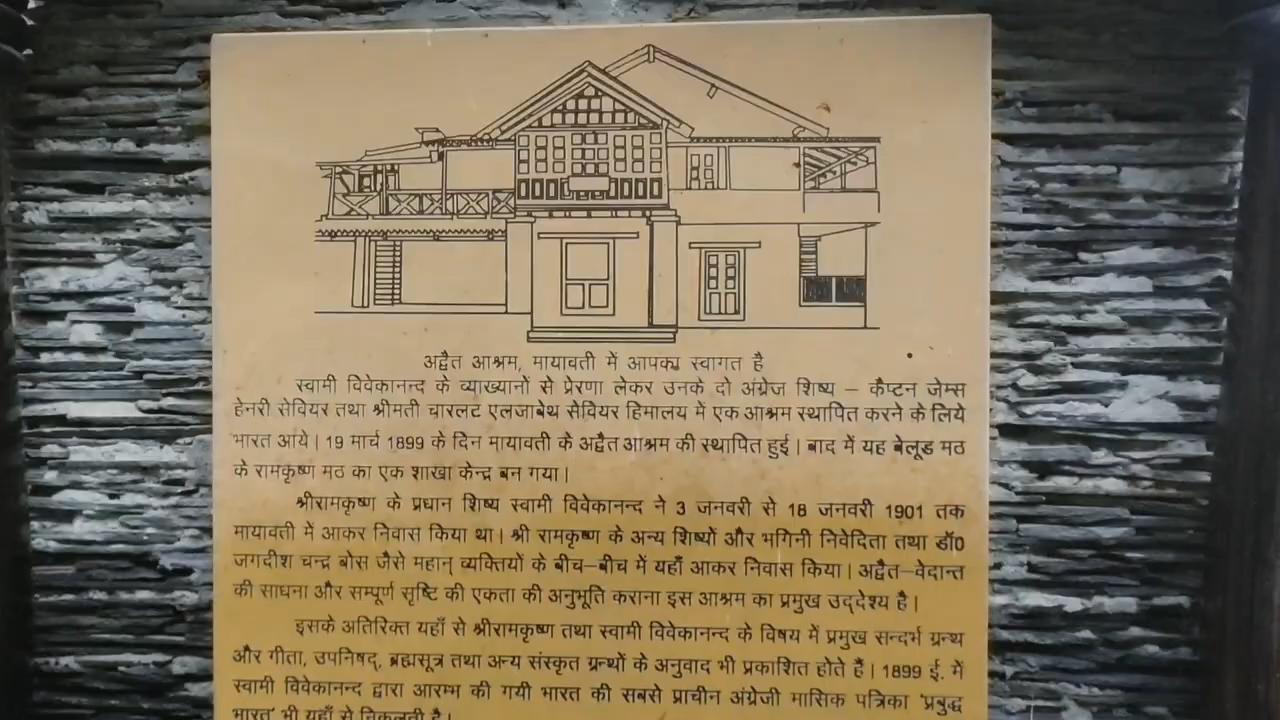 अद्वैत आश्रम, मायावती में आपका स्वागत है
स्वामी विवेकानन्द के व्याख्यानों से प्रेरणा लेकर उनके दो अंग्रेज शिष्य – कैप्टन जेम्स
हेनरी सेवियर तथा श्रीमती चारलट एलजाबेथ सेवियर हिमालय में एक आश्रम स्थापित करने के लिये
भारत आये। 19 मार्च 1899 के दिन मायावती के अद्वैत आश्रम की स्थापित हुई। बाद में यह बेलूड मठ
के रामकृष्ण मठ का एक शाखा केन्द्र बन गया।
श्रीरामकृष्ण के प्रधान शिष्य स्वामी विवेकानन्द ने 3 जनवरी से 18 जनवरी 1901 तक
मायावती में आकर निवास किया था। श्री रामकृष्ण के अन्य शिष्यों और भगिनी निवेदिता तथा डॉ0
जगदीश चन्द्र बोस जैसे महान् व्यक्तियों के बीच–बीच में यहाँ आकर निवास किया। अद्वैत–वेदान्त
की साधना और सम्पूर्ण सृष्टि की एकता की अनुभूति कराना इस आश्रम का प्रमुख उद्‌देश्य है।
इसके अतिरिक्त यहाँ से श्रीरामकृष्ण तथा स्वामी विवेकानन्द के विषय में प्रमुख सन्दर्भ ग्रन्थ
और गीता, उपनिषद्, ब्रह्मसूत्र तथा अन्य संस्कृत ग्रन्थों के अनुवाद भी प्रकाशित होते हैं। 1899 ई. में
स्वामी विवेकानन्द द्वारा आरम्भ की गयी भारत की सबसे प्राचीन अंग्रेजी मासिक पत्रिका 'प्रबुद्ध
भारत' भी यहाँ से निकलती है।